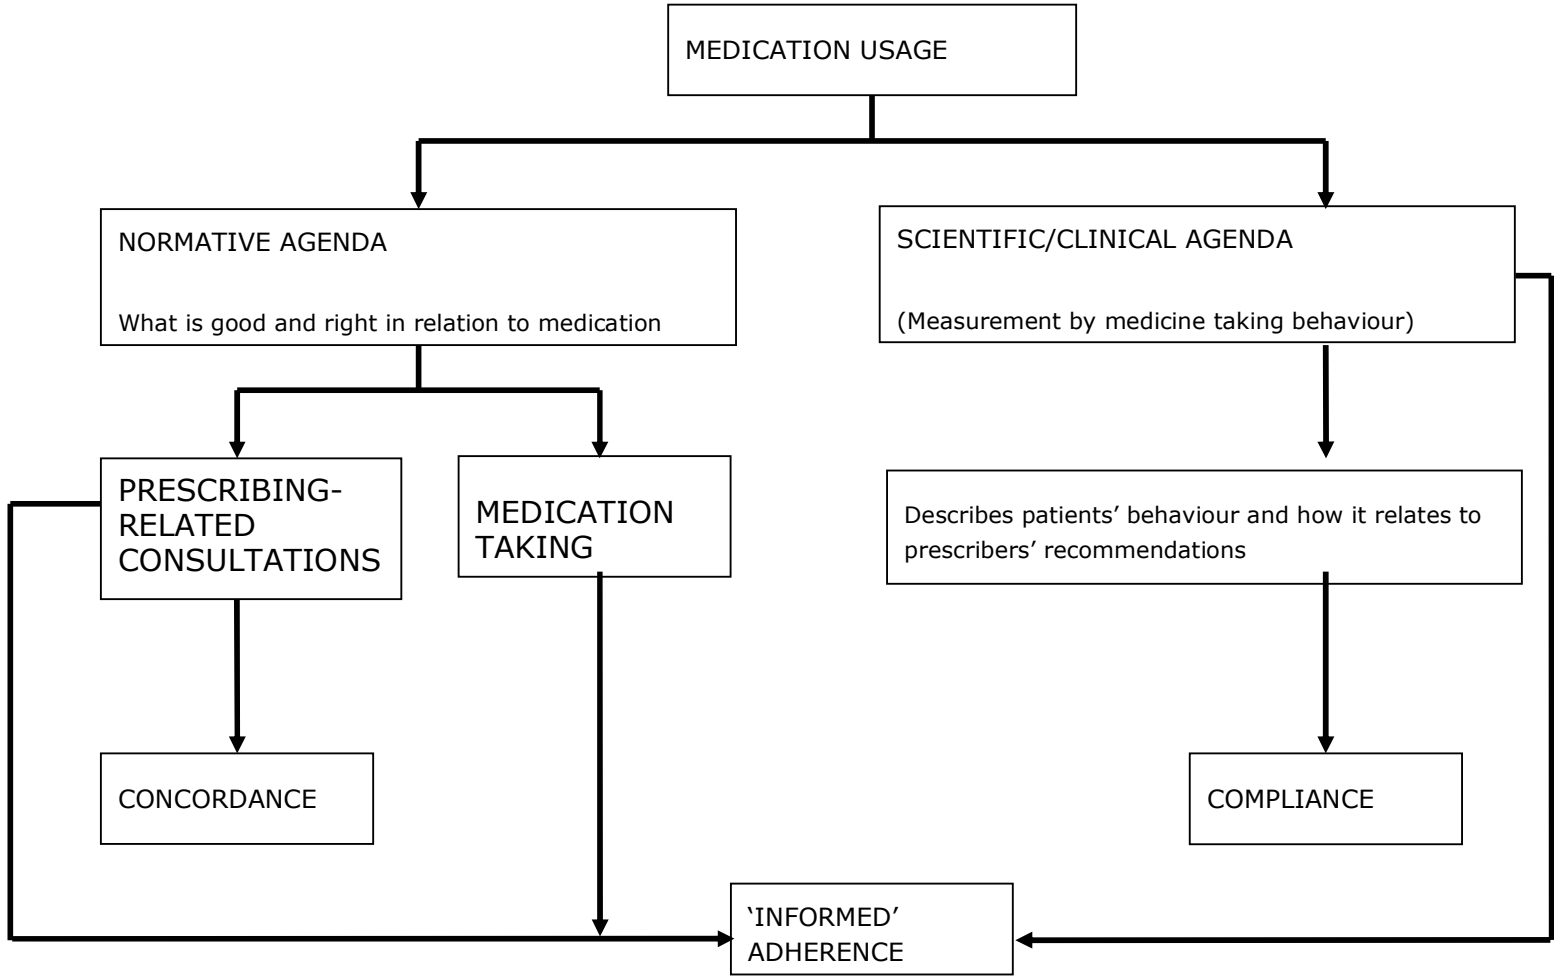 MEDICATION USAGE
NORMATIVE AGENDA
What is good and right in relation to medication
SCIENTIFIC/CLINICAL AGENDA
(Measurement by medicine taking behaviour)
PRESCRIBING-
RELATED
CONSULTATIONS
MEDICATION
TAKING
Describes patients’ behaviour and how it relates to
prescribers’ recommendations
CONCORDANCE
COMPLIANCE
‘INFORMED’
ADHERENCE